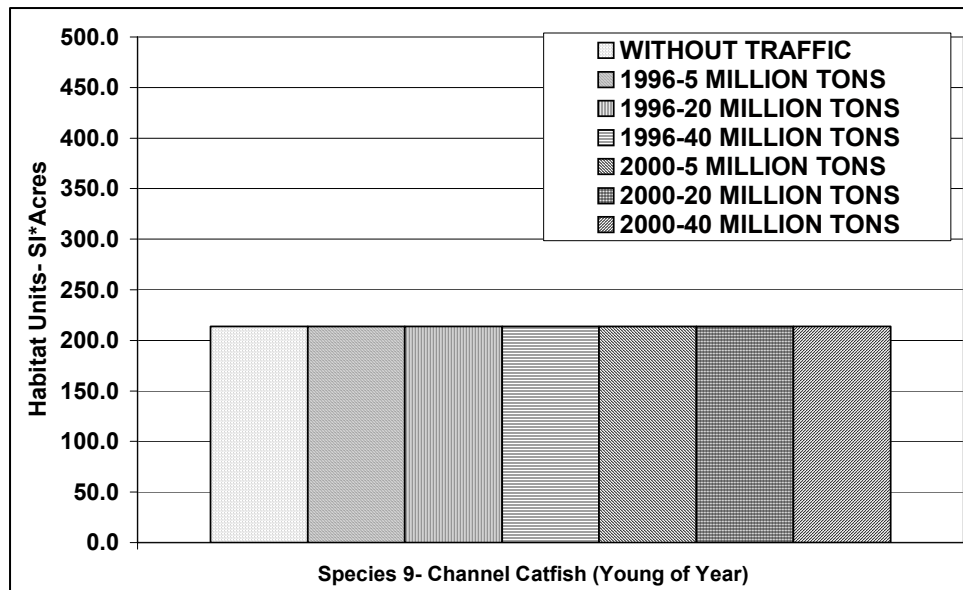 500.0
450.0
400.0
350.0
300.0
250.0
200.0
150.0
100.0
50.0
0.0
Habitat Units- SI*Acres
WITHOUT TRAFFIC
1996-5 MILLION TONS
1996-20 MILLION TONS
1996-40 MILLION TONS
2000-5 MILLION TONS
2000-20 MILLION TONS
2000-40 MILLION TONS
Species 9- Channel Catfish (Young of Year)